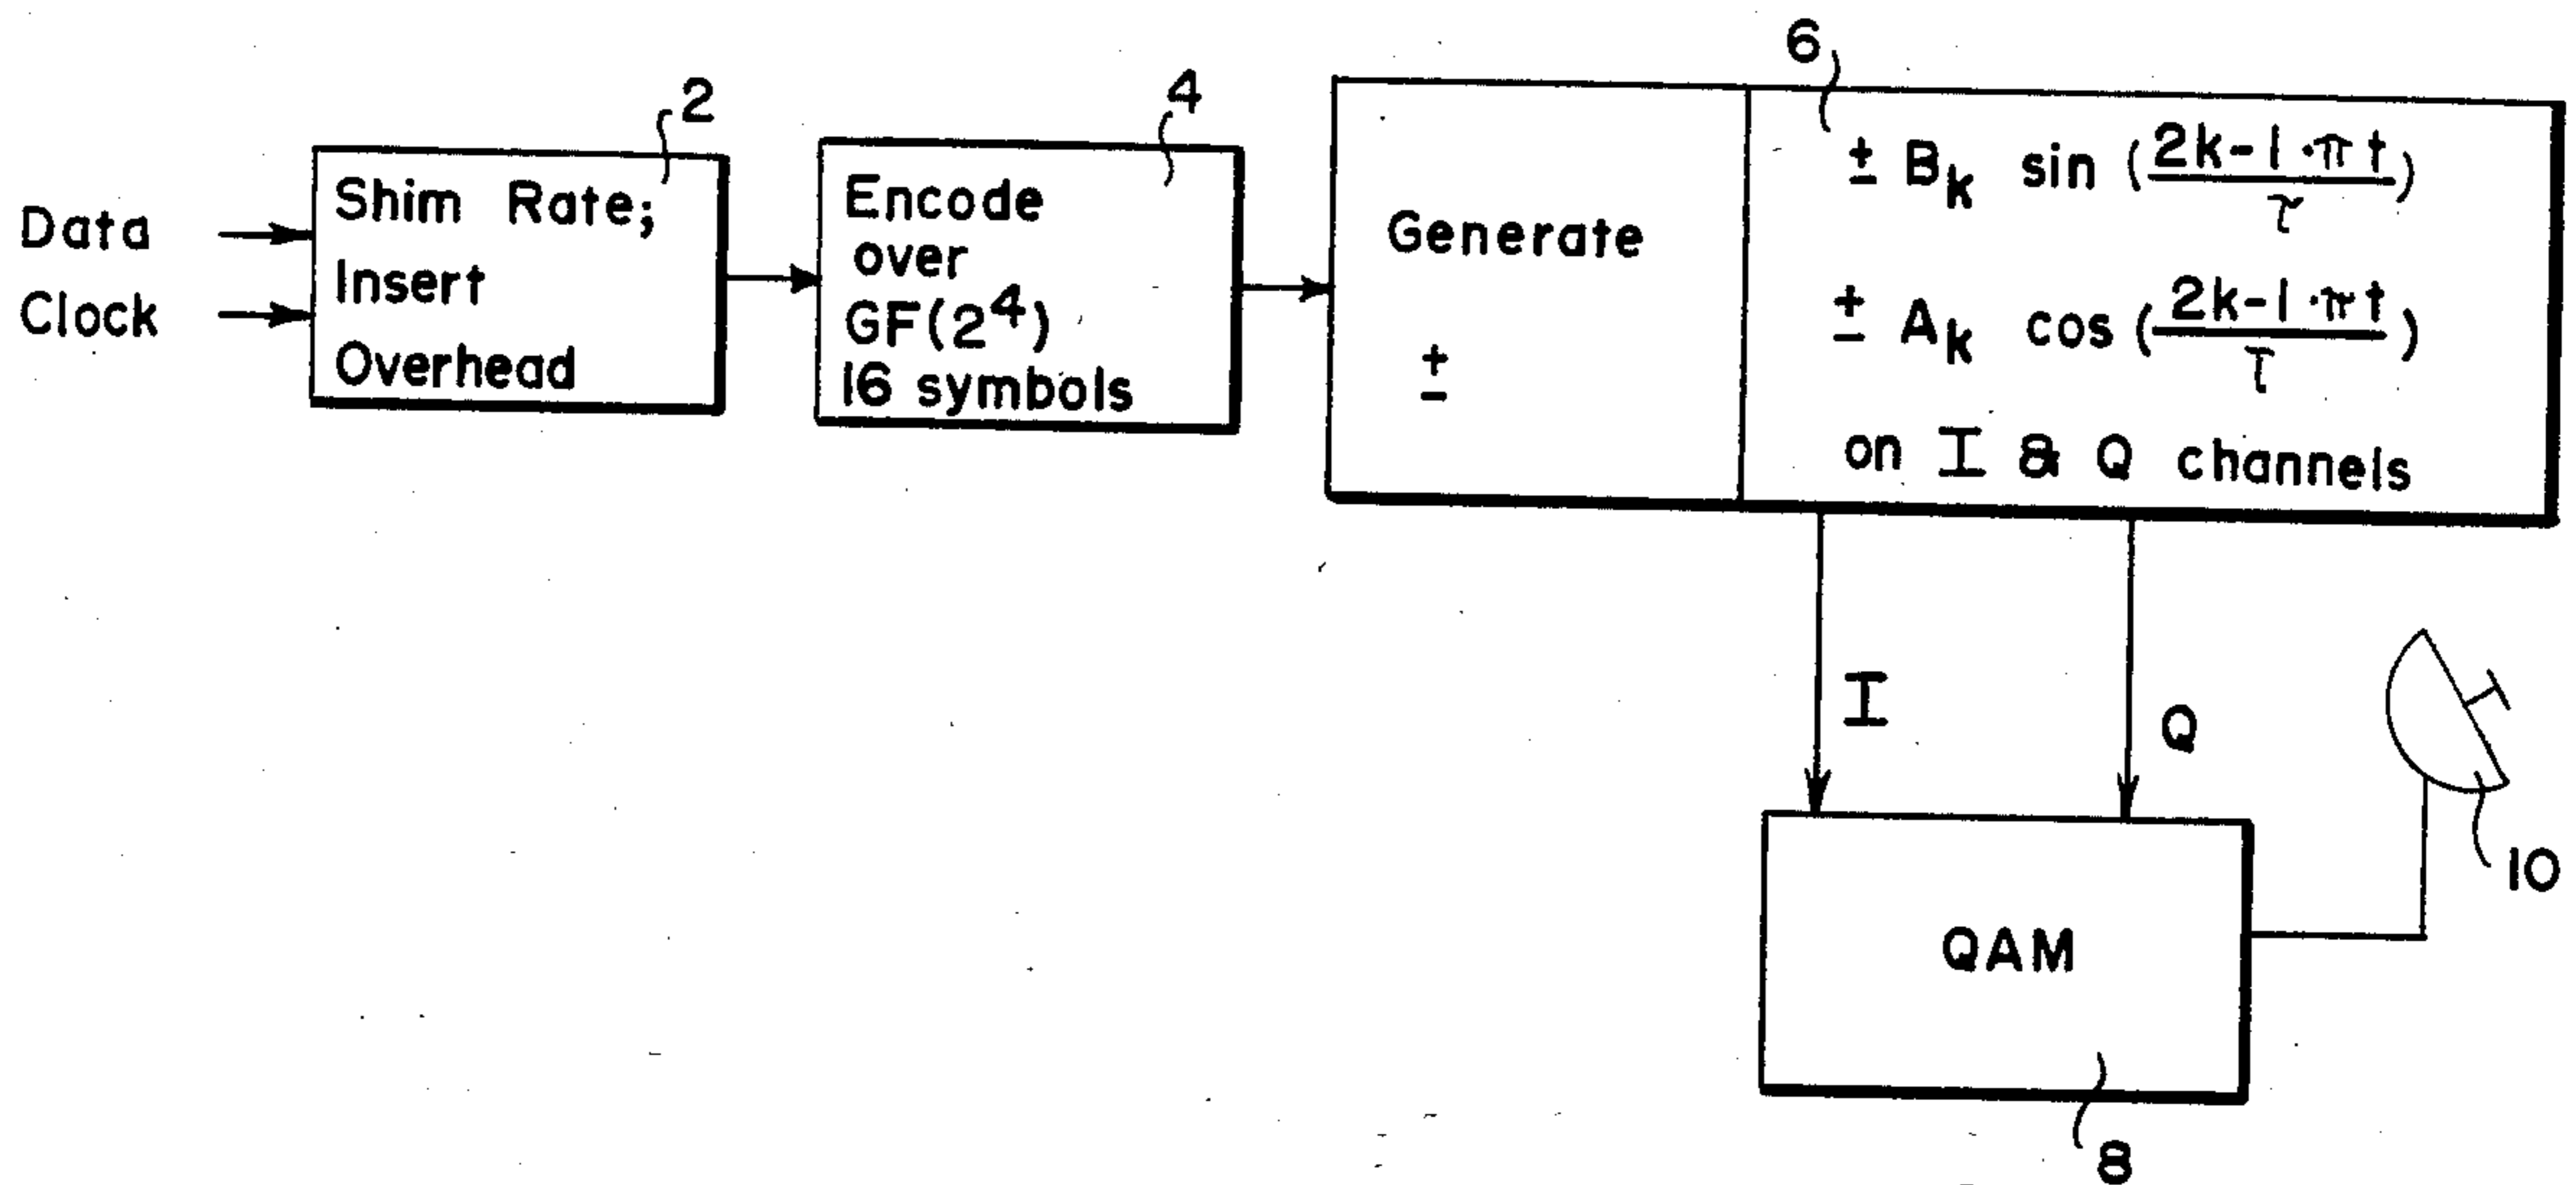 Data
Clock
2
Shim Rate;
Insert
Overhead
4
Encode
over
GF(2⁴)
16 symbols
6
Generate
±
± Bₖ sin (2k-1·πt/τ)
± Aₖ cos (2k-1·πt/τ)
on I & Q channels
I
Q
10
QAM
8